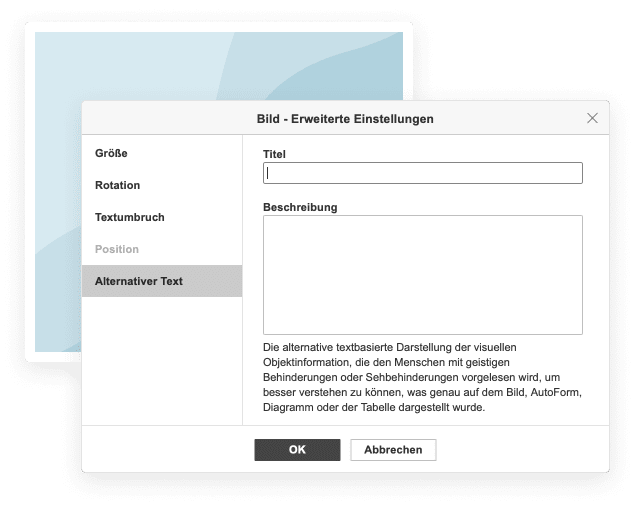 Bild - Erweiterte Einstellungen
Größe
Rotation
Textumbruch
Position
Alternativer Text
Titel
Beschreibung
Die alternative textbasierte Darstellung der visuellen
Objektinformation, die den Menschen mit geistigen
Behinderungen oder Sehbehinderungen vorgelesen wird, um
besser verstehen zu können, was genau auf dem Bild, AutoForm,
Diagramm oder der Tabelle dargestellt wurde.
OK
Abbrechen